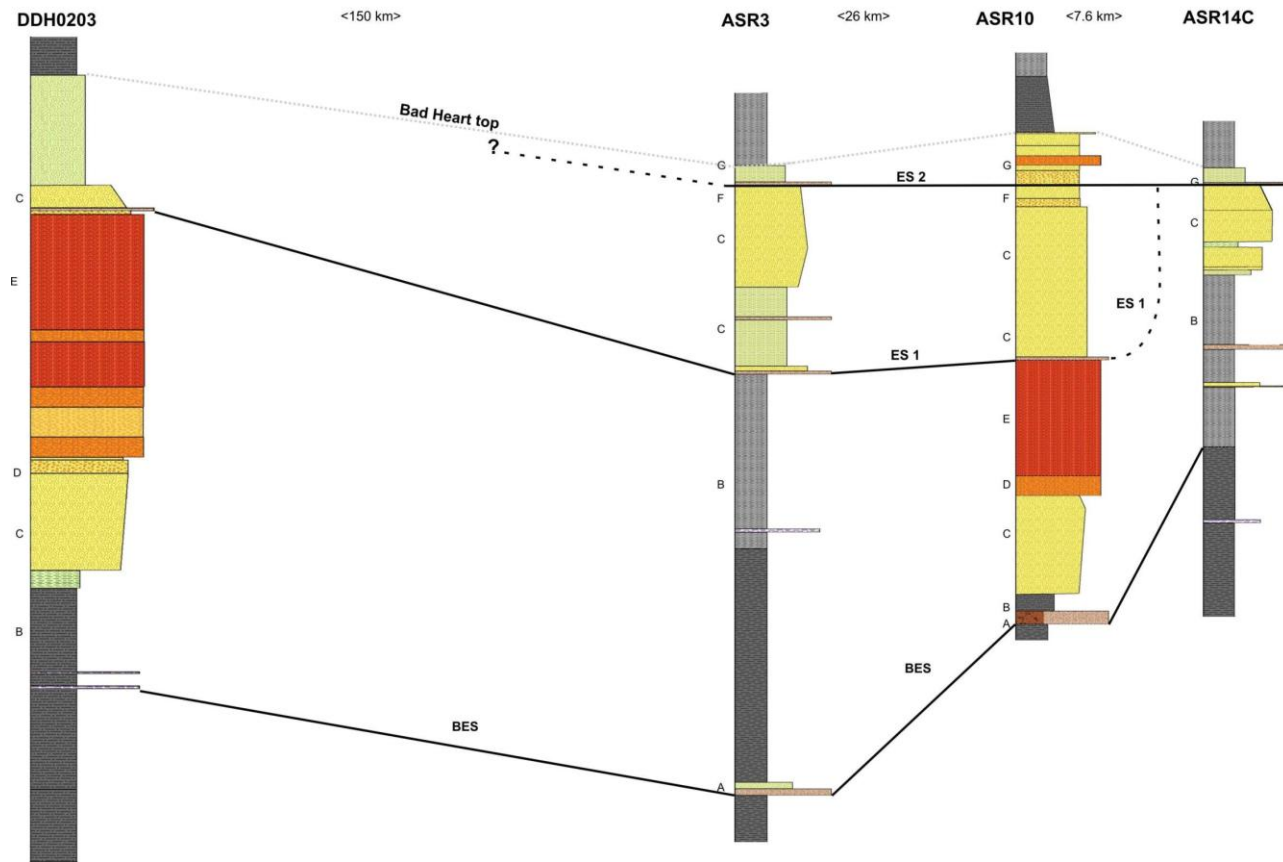 DDH0203 <150 km> ASR3 <26 km> ASR10 <7.6 km> ASR14C
Bad Heart top
?
G
G
G
ES 2
C
F
F
C
C
C
E
ES 1
B
C
C
ES 1
E
D
B
D
C
C
B
B
A
BES
BES
A